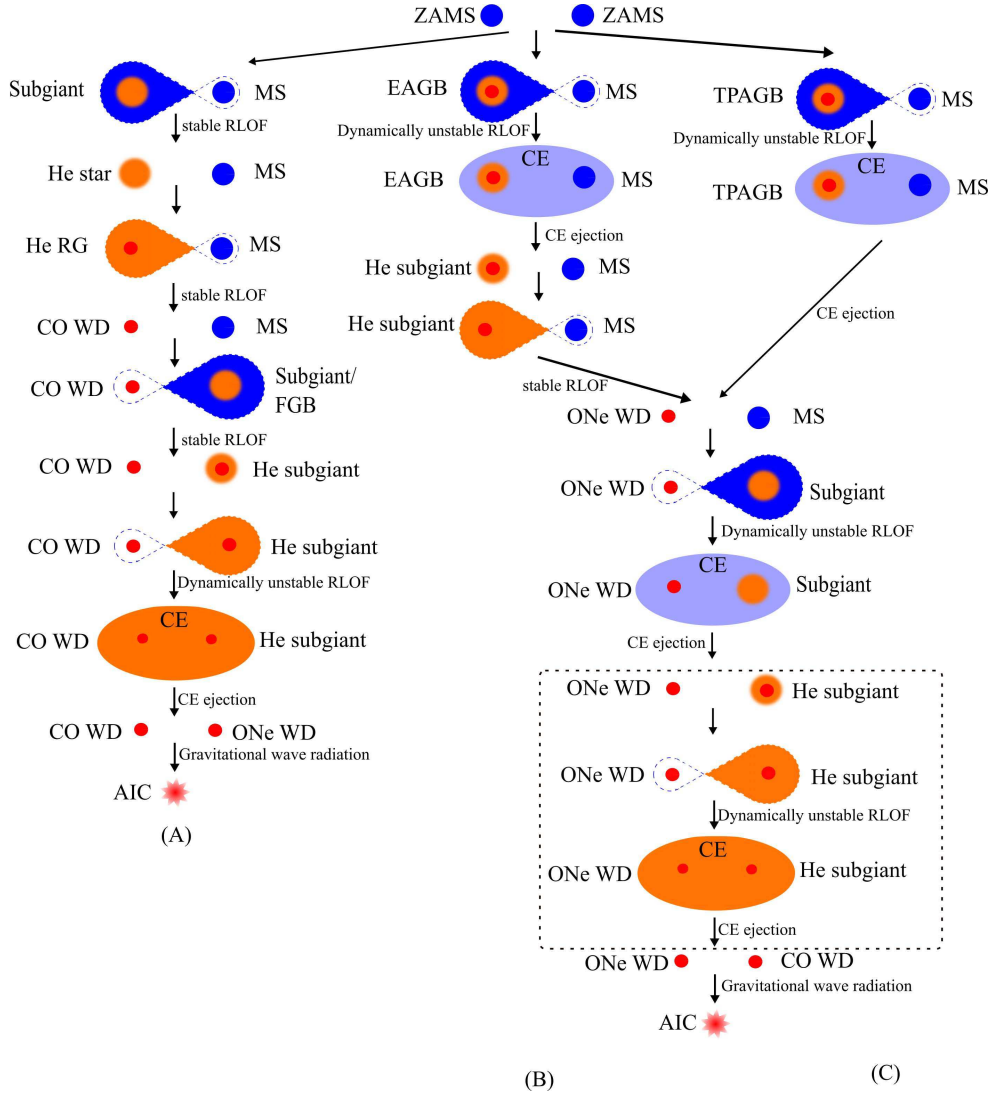 ZAMS ZAMS
Subgiant MS
stable RLOF
He star MS
He RG MS
stable RLOF
CO WD MS
CO WD Subgiant/
FGB
stable RLOF
CO WD He subgiant
CO WD He subgiant
Dynamically unstable RLOF
CE
CO WD He subgiant
CE ejection
CO WD ONe WD
Gravitational wave radiation
AIC
(A)
EAGB MS
Dynamically unstable RLOF
CE
EAGB MS
CE ejection
He subgiant MS
He subgiant MS
stable RLOF
TPAGB MS
Dynamically unstable RLOF
CE
TPAGB MS
CE ejection
ONe WD MS
ONe WD Subgiant
Dynamically unstable RLOF
CE
ONe WD Subgiant
CE ejection
ONe WD He subgiant
ONe WD He subgiant
Dynamically unstable RLOF
CE
ONe WD He subgiant
CE ejection
ONe WD CO WD
Gravitational wave radiation
AIC
(B) (C)